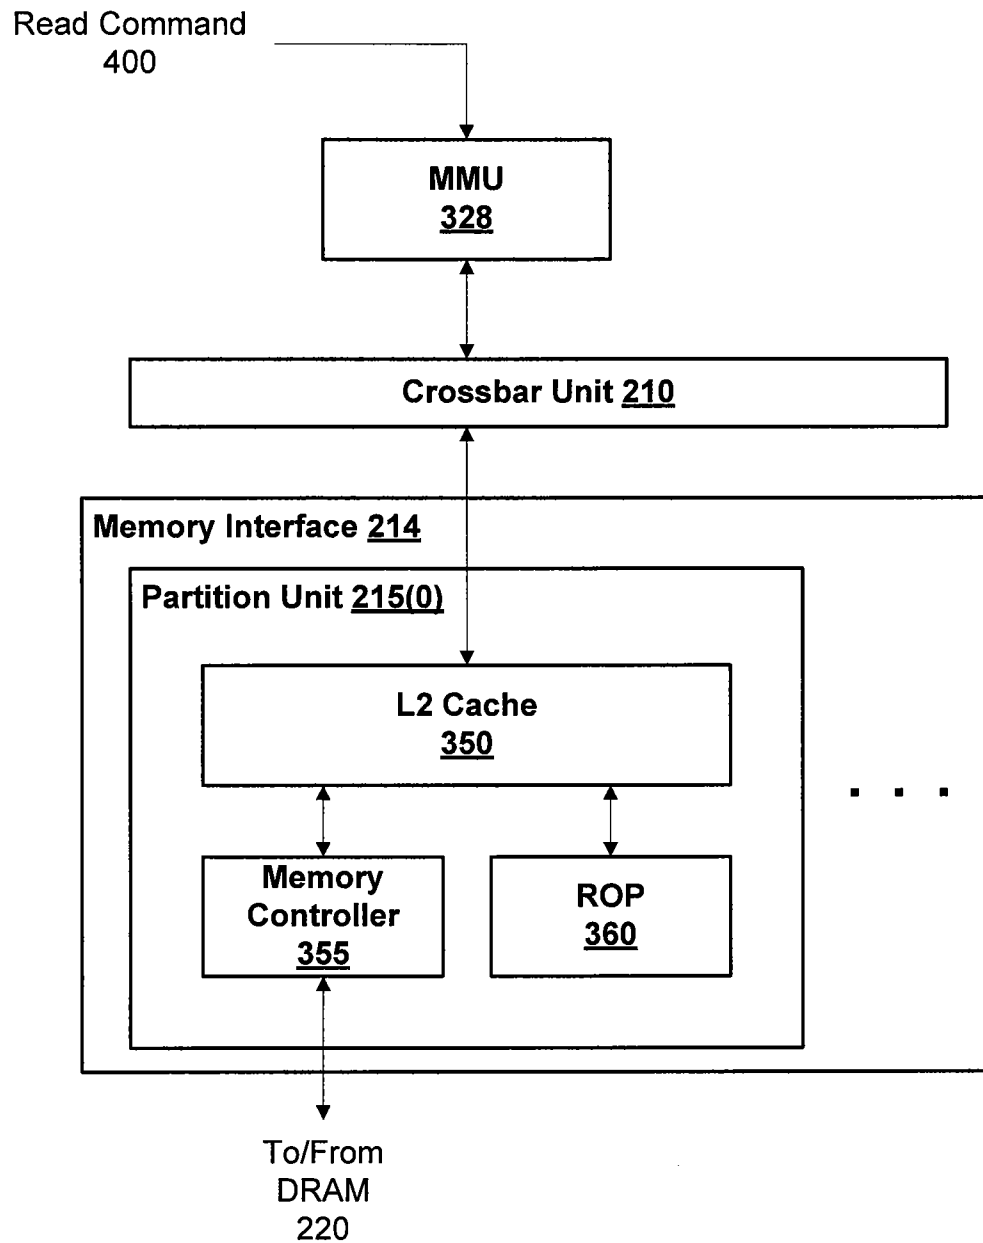 Read Command
400
MMU
328
Crossbar Unit 210
Memory Interface 214
Partition Unit 215(0)
L2 Cache
350
Memory
Controller
355
ROP
360
To/From
DRAM
220